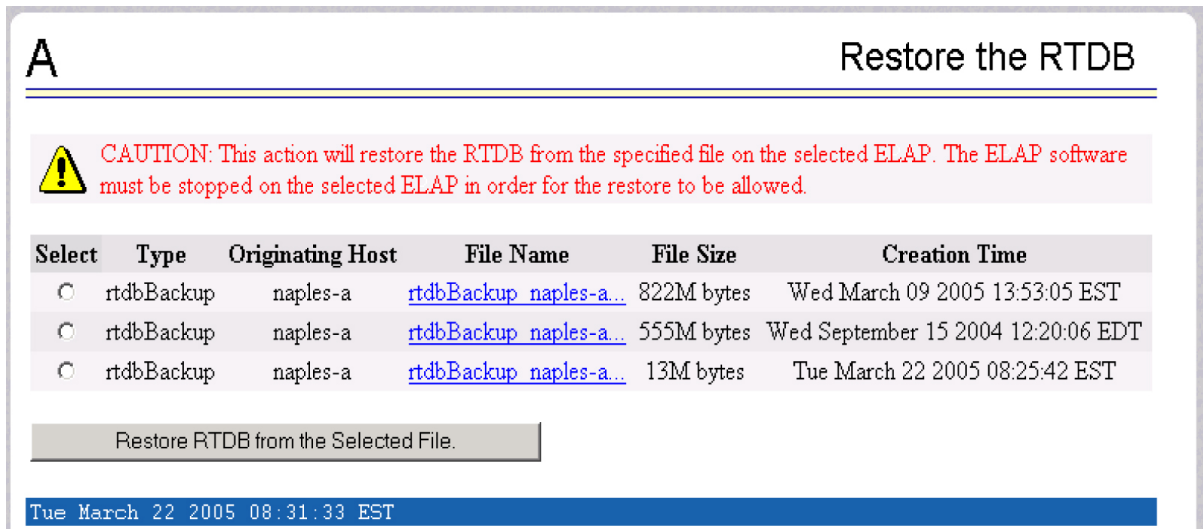 A
Restore the RTDB
CAUTION: This action will restore the RTDB from the specified file on the selected ELAP. The ELAP software
must be stopped on the selected ELAP in order for the restore to be allowed.
Select Type Originating Host File Name File Size Creation Time
rtdbBackup naples-a rtdbBackup_naples-a... 822M bytes Wed March 09 2005 13:53:05 EST
rtdbBackup naples-a rtdbBackup_naples-a... 555M bytes Wed September 15 2004 12:20:06 EDT
rtdbBackup naples-a rtdbBackup_naples-a... 13M bytes Tue March 22 2005 08:25:42 EST
Restore RTDB from the Selected File.
Tue March 22 2005 08:31:33 EST